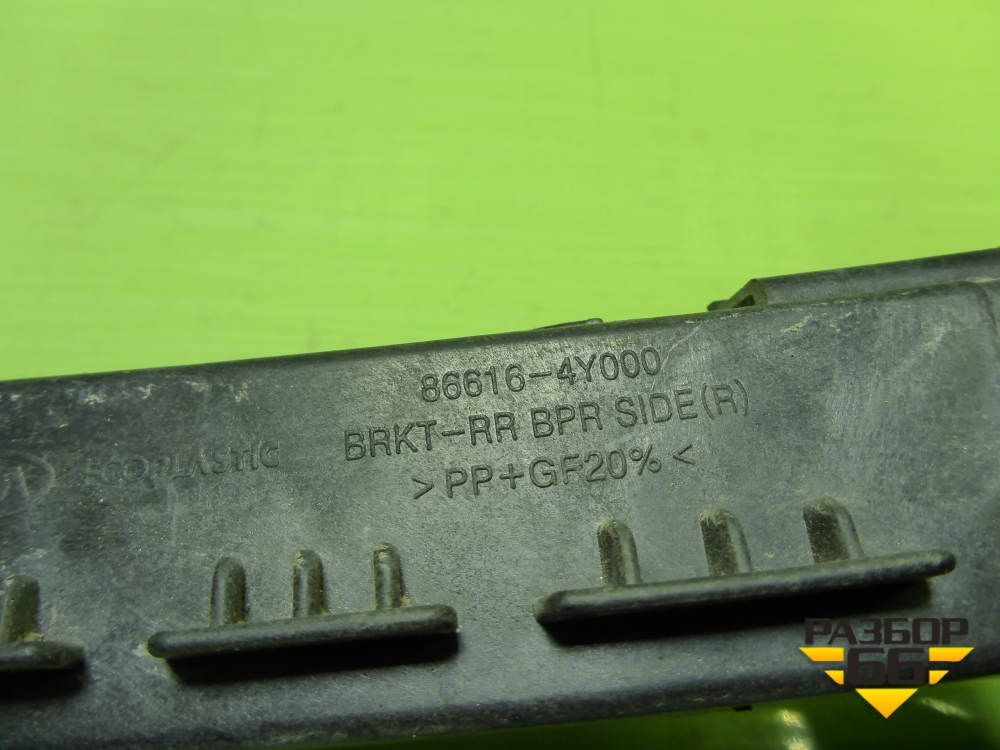 86616-4Y000
BRKT-RR BPR SIDE(R)
>PP+GF20%<
ECOPLASTIC
РАЗБОР
66